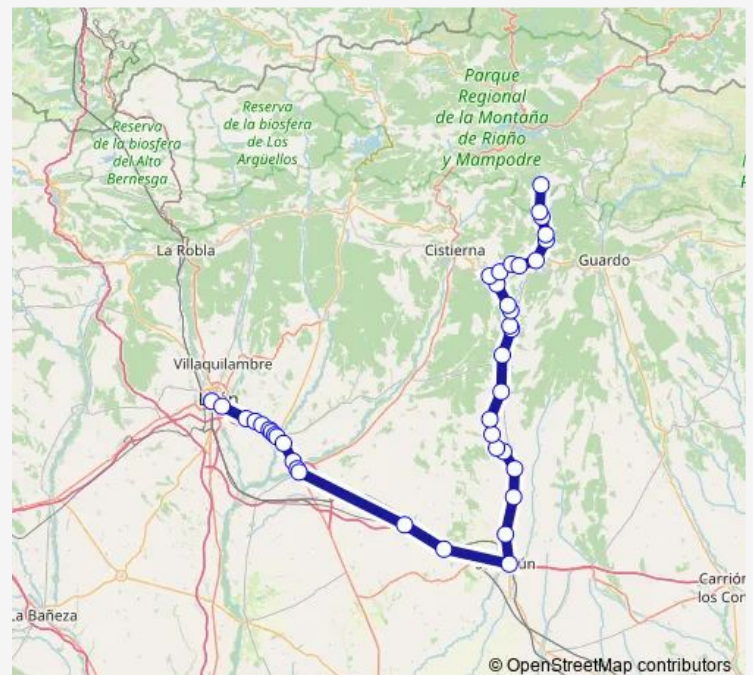 Parque
Regional
de la Montaña
de Riaño
y Mampodre
Reserva
de la biosfera
de Los
Argüellos
Reserva
de la biosfera
del Alto
Bernesga
La Robla
Cistierna
Guardo
Villaquilambre
Carrión
los Con
a Bañeza
© OpenStreetMap contributors